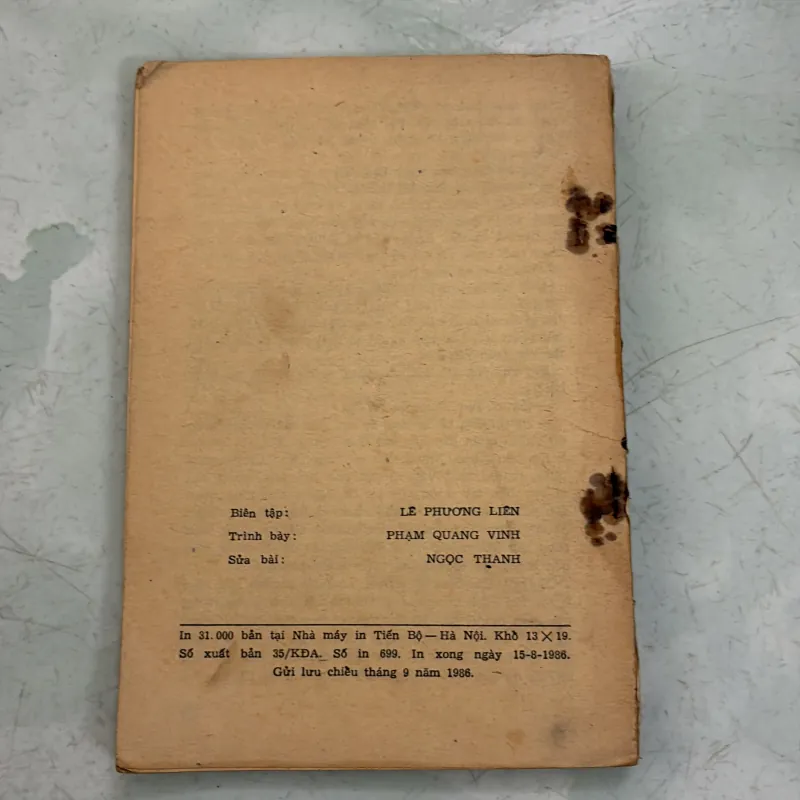 Biên tập: LÊ PHƯƠNG LIÊN
Trình bày: PHẠM QUANG VINH
Sửa bài: NGỌC THANH
In 31.000 bản tại Nhà máy in Tiến Bộ — Hà Nội. Khổ 13 × 19.
Số xuất bản 35/KĐA. Số in 699. In xong ngày 15-8-1986.
Gửi lưu chiểu tháng 9 năm 1986.